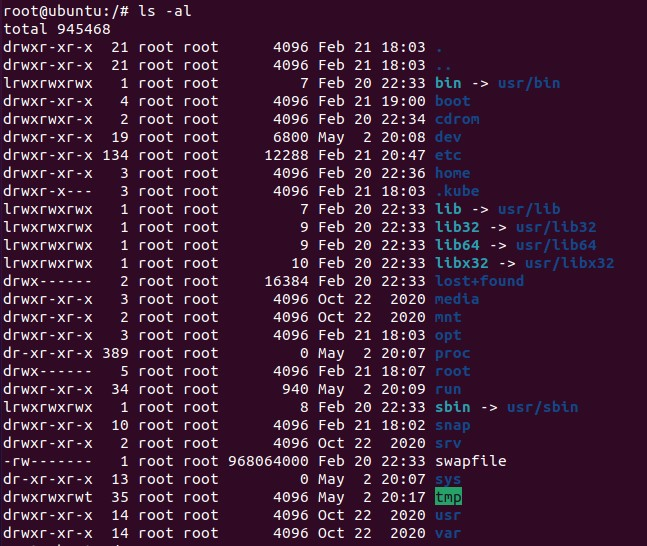 root@ubuntu:/# ls -al
total 945468
drwxr-xr-x  21 root root      4096 Feb 21 18:03 .
drwxr-xr-x  21 root root      4096 Feb 21 18:03 ..
lrwxrwxrwx   1 root root         7 Feb 20 22:33 bin -> usr/bin
drwxr-xr-x   4 root root      4096 Feb 21 19:00 boot
drwxrwxr-x   2 root root      4096 Feb 20 22:34 cdrom
drwxr-xr-x  19 root root      6800 May  2 20:08 dev
drwxr-xr-x 134 root root     12288 Feb 21 20:47 etc
drwxr-xr-x   3 root root      4096 Feb 20 22:36 home
drwxr-x---   3 root root      4096 Feb 21 18:03 .kube
lrwxrwxrwx   1 root root         7 Feb 20 22:33 lib -> usr/lib
lrwxrwxrwx   1 root root         9 Feb 20 22:33 lib32 -> usr/lib32
lrwxrwxrwx   1 root root         9 Feb 20 22:33 lib64 -> usr/lib64
lrwxrwxrwx   1 root root        10 Feb 20 22:33 libx32 -> usr/libx32
drwx------   2 root root     16384 Feb 20 22:33 lost+found
drwxr-xr-x   3 root root      4096 Oct 22  2020 media
drwxr-xr-x   2 root root      4096 Oct 22  2020 mnt
drwxr-xr-x   3 root root      4096 Feb 21 18:03 opt
dr-xr-xr-x 389 root root         0 May  2 20:07 proc
drwx------   5 root root      4096 Feb 21 18:07 root
drwxr-xr-x  34 root root       940 May  2 20:09 run
lrwxrwxrwx   1 root root         8 Feb 20 22:33 sbin -> usr/sbin
drwxr-xr-x  10 root root      4096 Feb 21 18:02 snap
drwxr-xr-x   2 root root      4096 Oct 22  2020 srv
-rw-------   1 root root 968064000 Feb 20 22:33 swapfile
dr-xr-xr-x  13 root root         0 May  2 20:07 sys
drwxrwxrwt  35 root root      4096 May  2 20:17 tmp
drwxr-xr-x  14 root root      4096 Oct 22  2020 usr
drwxr-xr-x  14 root root      4096 Oct 22  2020 var